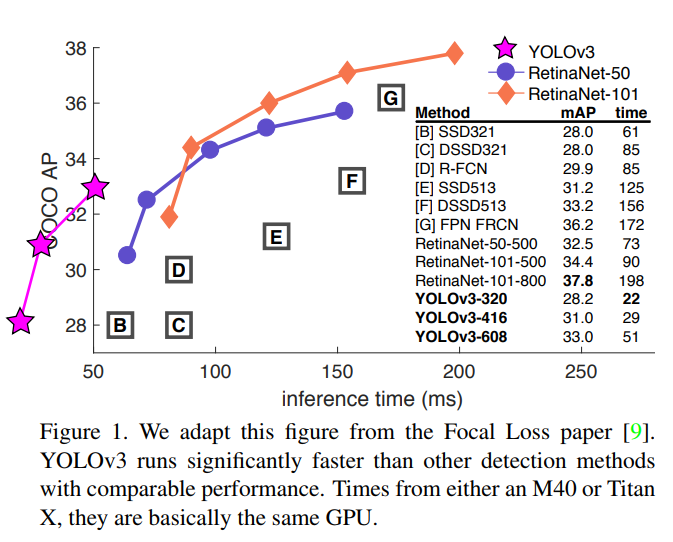 38
36
34
32
30
28
COCO AP
50
100
150
200
250
inference time (ms)
B
C
D
E
F
G
YOLOv3
RetinaNet-50
RetinaNet-101
Method mAP time
[B] SSD321 28.0 61
[C] DSSD321 28.0 85
[D] R-FCN 29.9 85
[E] SSD513 31.2 125
[F] DSSD513 33.2 156
[G] FPN FRCN 36.2 172
RetinaNet-50-500 32.5 73
RetinaNet-101-500 34.4 90
RetinaNet-101-800 37.8 198
YOLOv3-320 28.2 22
YOLOv3-416 31.0 29
YOLOv3-608 33.0 51
Figure 1. We adapt this figure from the Focal Loss paper [9].
YOLOv3 runs significantly faster than other detection methods
with comparable performance. Times from either an M40 or Titan
X, they are basically the same GPU.